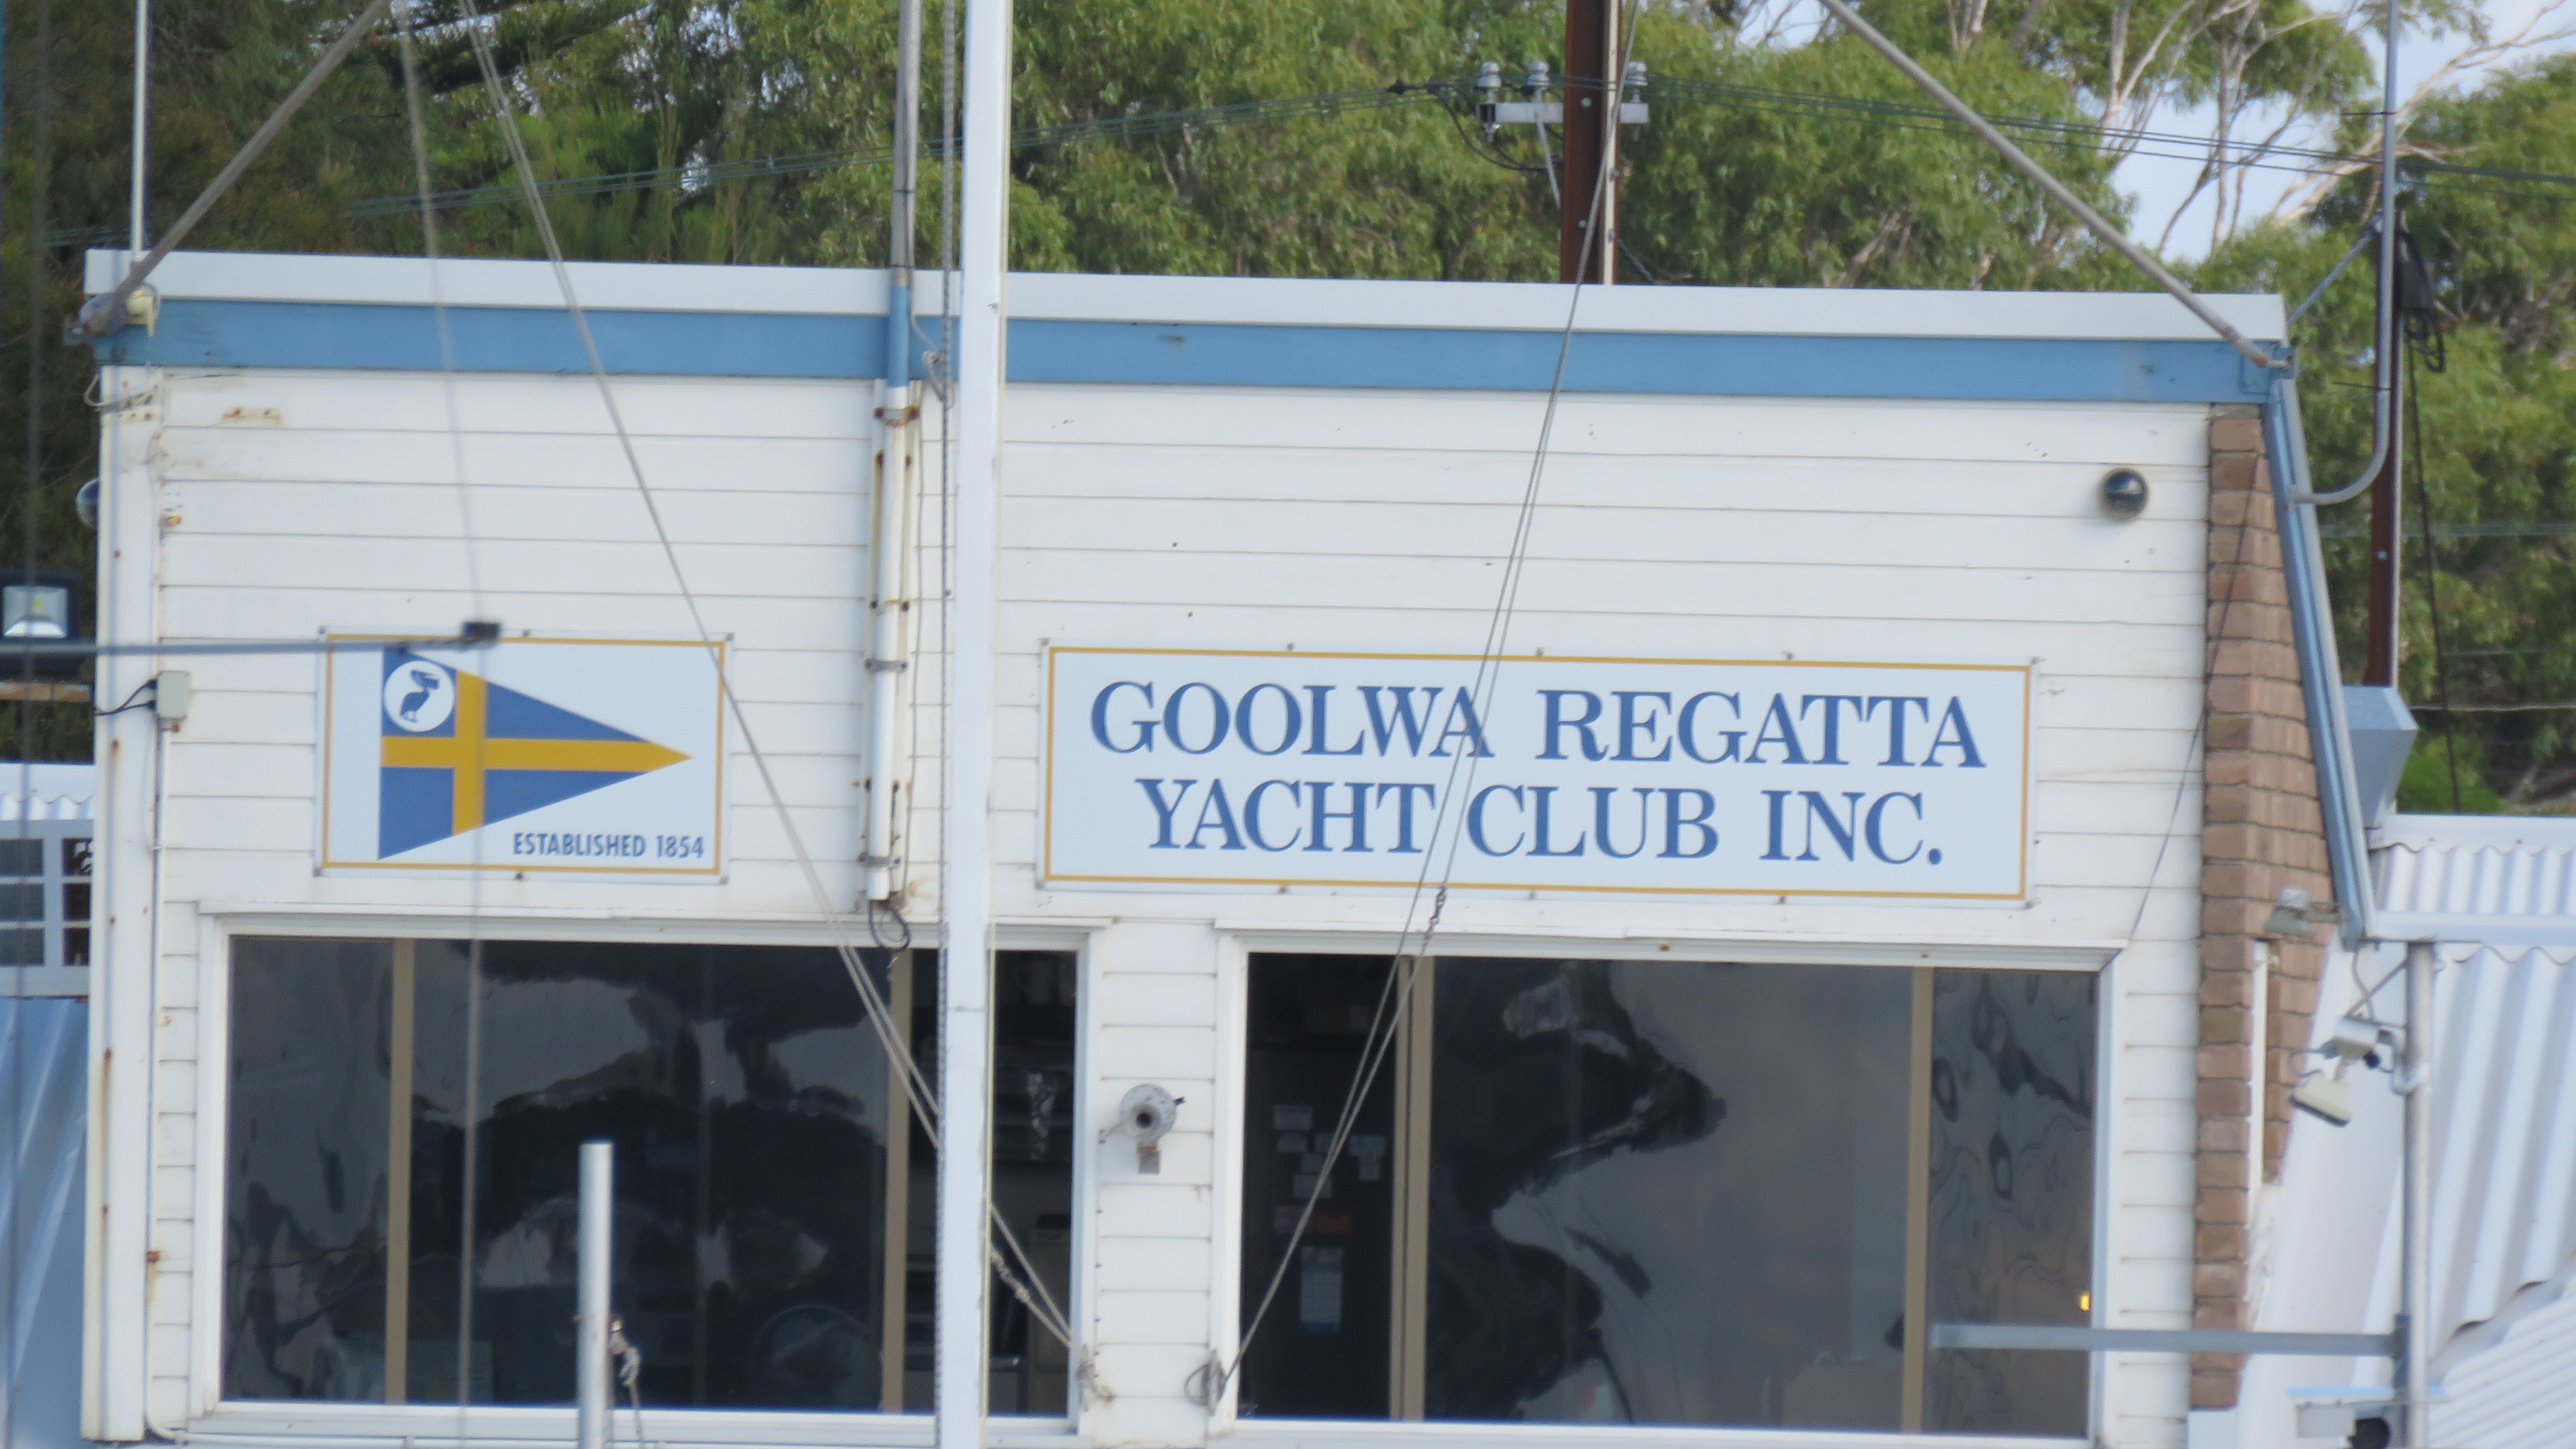 ESTABLISHED 1854
GOOLWA REGATTA
YACHT CLUB INC.